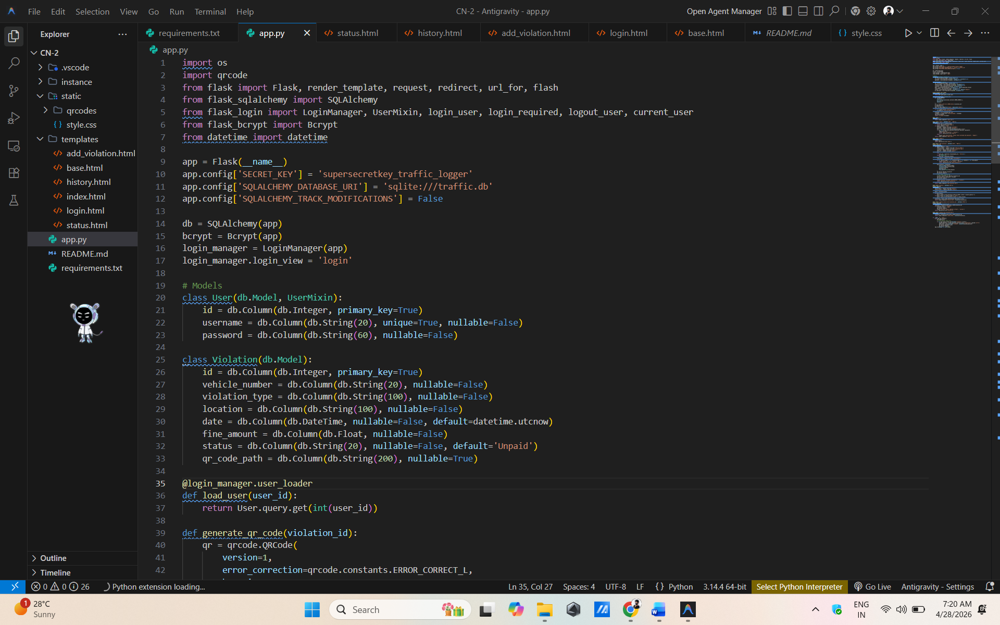 File Edit Selection View Go Run Terminal Help
CN-2 - Antigravity - app.py
Open Agent Manager
Explorer
CN-2
.vscode
instance
static
qrcodes
style.css
templates
add_violation.html
base.html
history.html
index.html
login.html
status.html
app.py
README.md
requirements.txt
Outline
Timeline
requirements.txt app.py status.html history.html add_violation.html login.html base.html README.md style.css
app.py
1 import os
2 import qrcode
3 from flask import Flask, render_template, request, redirect, url_for, flash
4 from flask_sqlalchemy import SQLAlchemy
5 from flask_login import LoginManager, UserMixin, login_user, login_required, logout_user, current_user
6 from flask_bcrypt import Bcrypt
7 from datetime import datetime
8
9 app = Flask(__name__)
10 app.config['SECRET_KEY'] = 'supersecretkey_traffic_logger'
11 app.config['SQLALCHEMY_DATABASE_URI'] = 'sqlite:///traffic.db'
12 app.config['SQLALCHEMY_TRACK_MODIFICATIONS'] = False
13
14 db = SQLAlchemy(app)
15 bcrypt = Bcrypt(app)
16 login_manager = LoginManager(app)
17 login_manager.login_view = 'login'
18
19 # Models
20 class User(db.Model, UserMixin):
21 id = db.Column(db.Integer, primary_key=True)
22 username = db.Column(db.String(20), unique=True, nullable=False)
23 password = db.Column(db.String(60), nullable=False)
24
25 class Violation(db.Model):
26 id = db.Column(db.Integer, primary_key=True)
27 vehicle_number = db.Column(db.String(20), nullable=False)
28 violation_type = db.Column(db.String(100), nullable=False)
29 location = db.Column(db.String(100), nullable=False)
30 date = db.Column(db.DateTime, nullable=False, default=datetime.utcnow)
31 fine_amount = db.Column(db.Float, nullable=False)
32 status = db.Column(db.String(20), nullable=False, default='Unpaid')
33 qr_code_path = db.Column(db.String(200), nullable=True)
34
35 @login_manager.user_loader
36 def load_user(user_id):
37 return User.query.get(int(user_id))
38
39 def generate_qr_code(violation_id):
40 qr = qrcode.QRCode(
41 version=1,
42 error_correction=qrcode.constants.ERROR_CORRECT_L,
0 0 26 Python extension loading... Ln 35, Col 27 Spaces: 4 UTF-8 LF {} Python 3.14.4 64-bit Select Python Interpreter Go Live Antigravity - Settings
1
28°C
Sunny
Search
ENG
IN
7:20 AM
4/28/2026